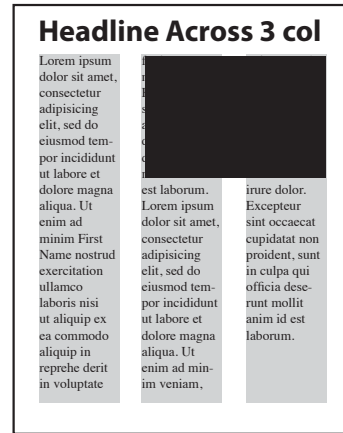 Headline Across 3 col
Lorem ipsum
dolor sit amet,
consectetur
adipisicing
elit, sed do
eiusmod tem-
por incididunt
ut labore et
dolore magna
aliqua. Ut
enim ad
minim First
Name nostrud
exercitation
ullamco
laboris nisi
ut aliquip ex
ea commodo
aliquip in
reprehe derit
in voluptate
est laborum.
Lorem ipsum
dolor sit amet,
consectetur
adipisicing
elit, sed do
eiusmod tem-
por incididunt
ut labore et
dolore magna
aliqua. Ut
enim ad min-
im veniam,
irure dolor.
Excepteur
sint occaecat
cupidatat non
proident, sunt
in culpa qui
officia dese-
runt mollit
anim id est
laborum.